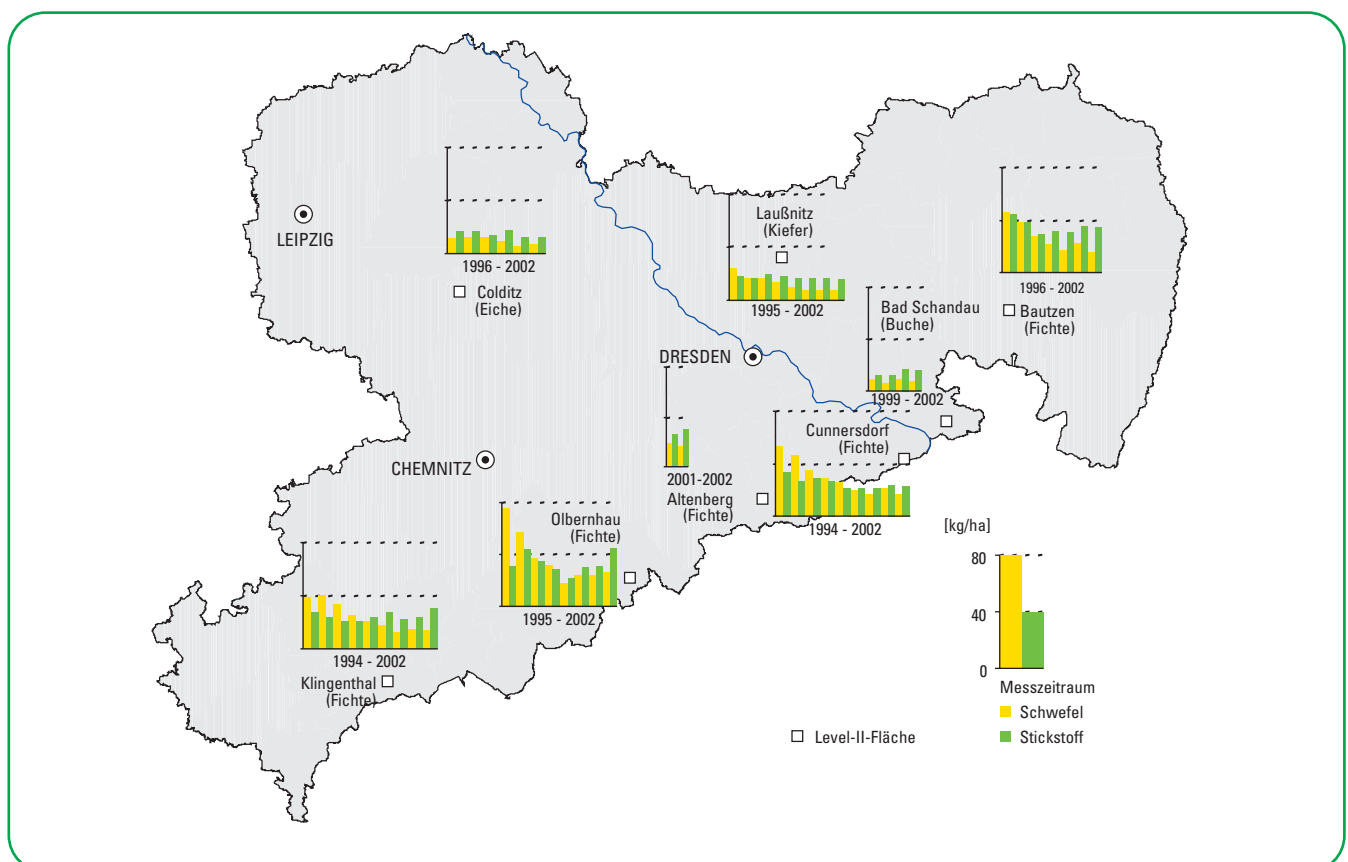 LEIPZIG
1996 - 2002
Colditz
(Eiche)
Laußnitz
(Kiefer)
1995 - 2002
1996 - 2002
Bautzen
(Fichte)
Bad Schandau
(Buche)
1999 - 2002
DRESDEN
2001-2002
Altenberg
(Fichte)
Cunnersdorf
(Fichte)
1994 - 2002
CHEMNITZ
Olbernhau
(Fichte)
1995 - 2002
1994 - 2002
Klingenthal
(Fichte)
[kg/ha]
80
40
0
Messzeitraum
Schwefel
Stickstoff
Level-II-Fläche